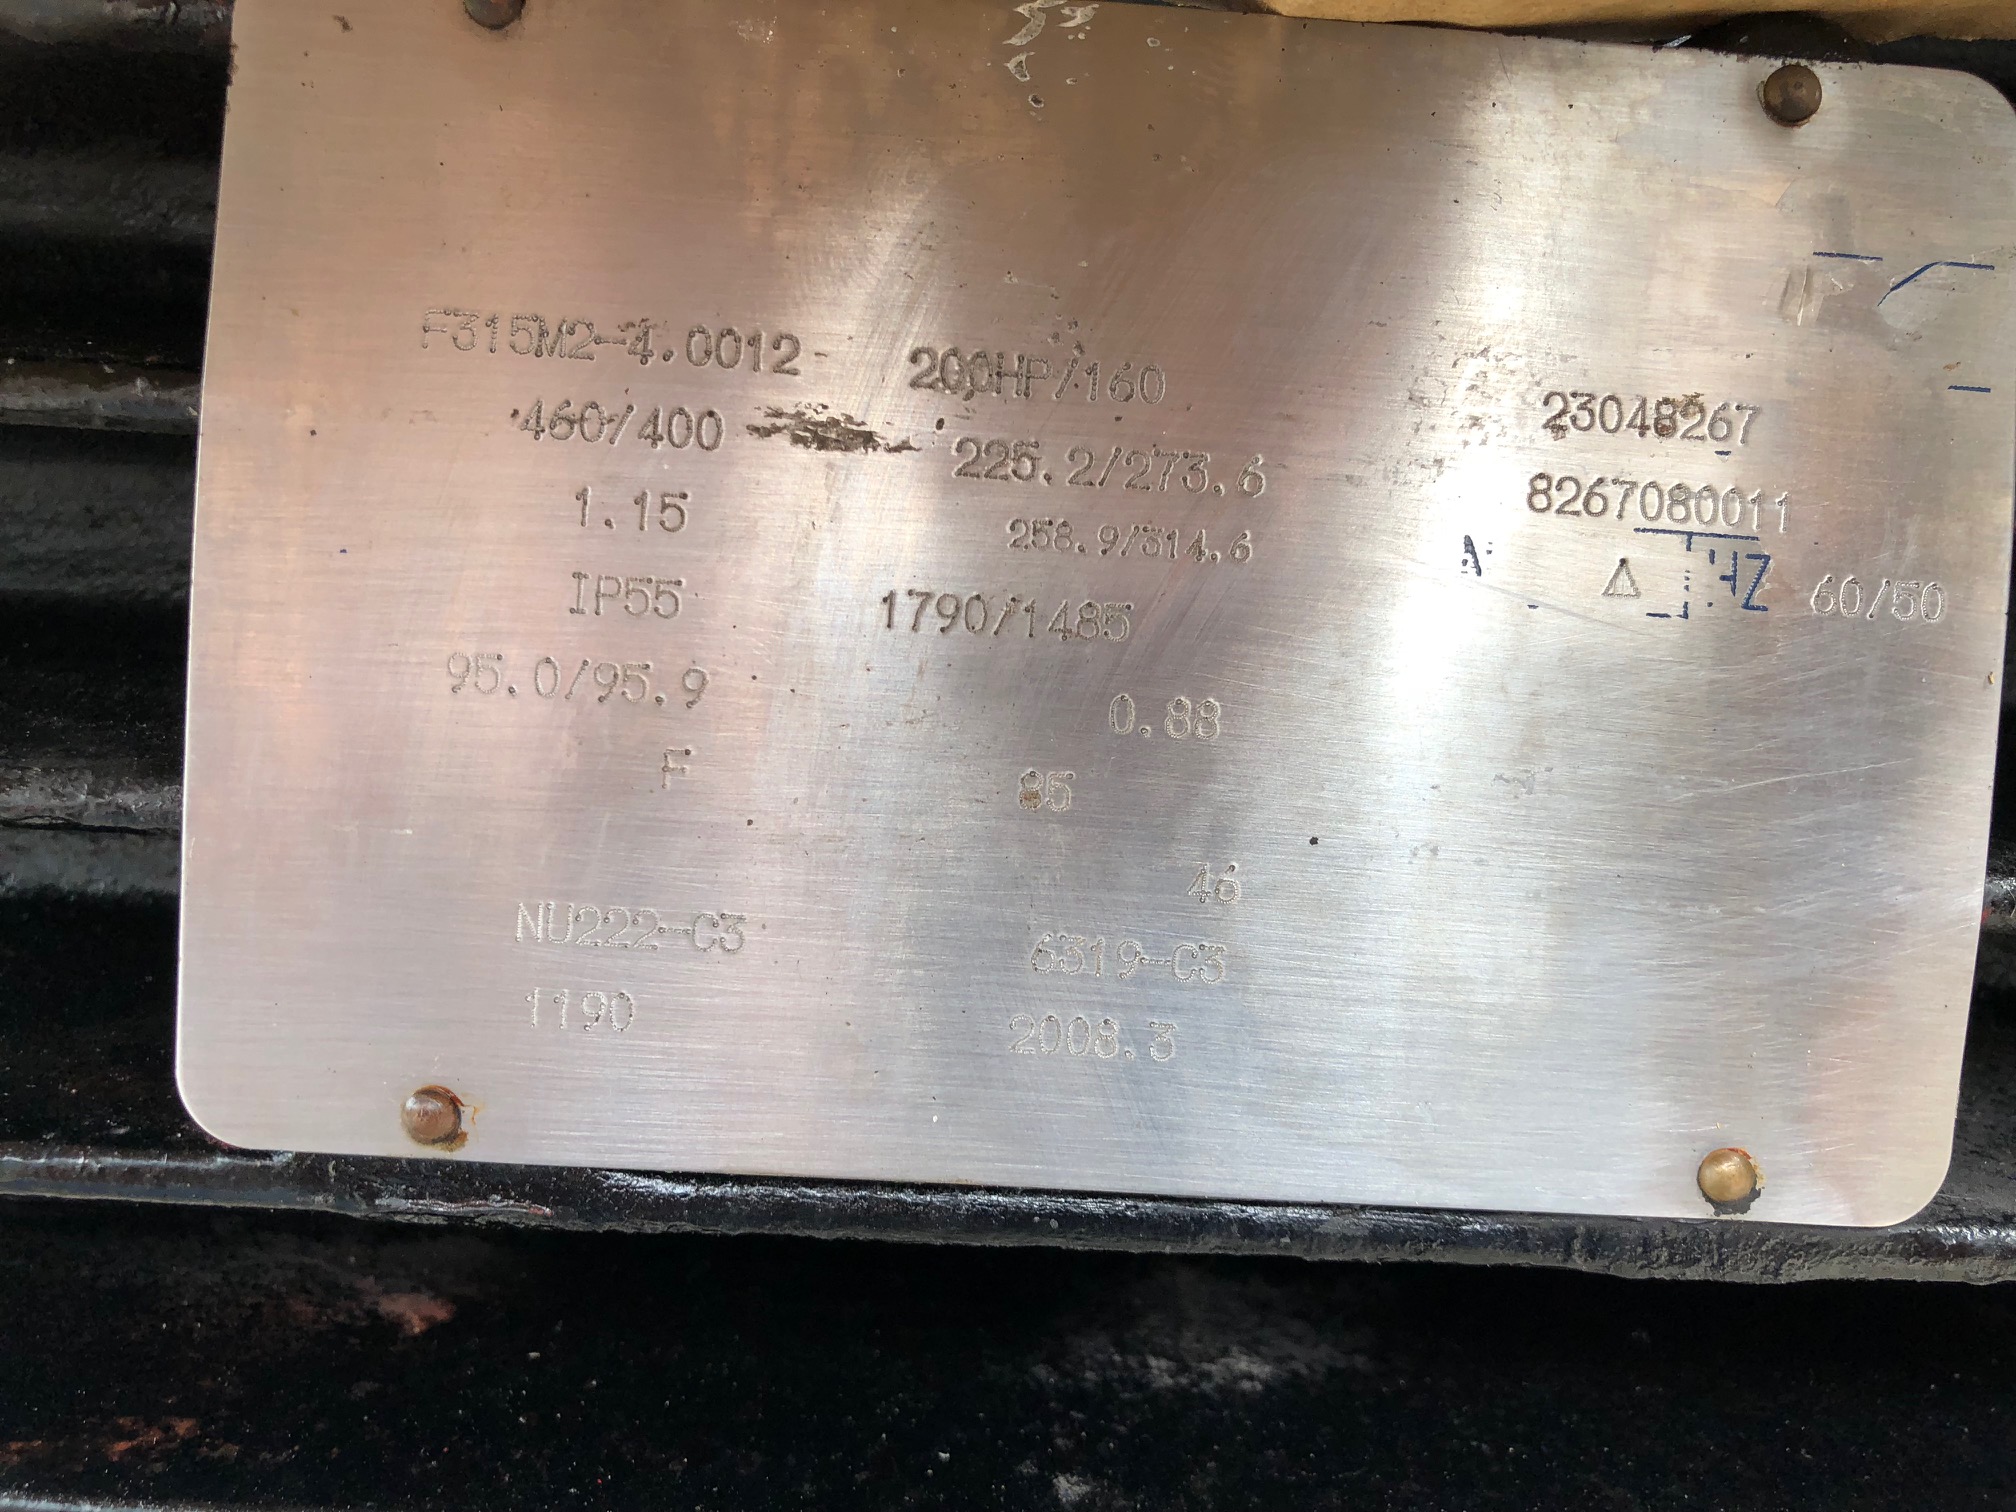 F315M2-4.0012 200HP/160
460/400 225.2/273.6 23048267
1.15 258.9/314.6 8267080011
IP55 1790/1485 Δ HZ 60/50
95.0/95.9 0.88
F 85
46
NU222-C3 6319-C3
1190 2008.3